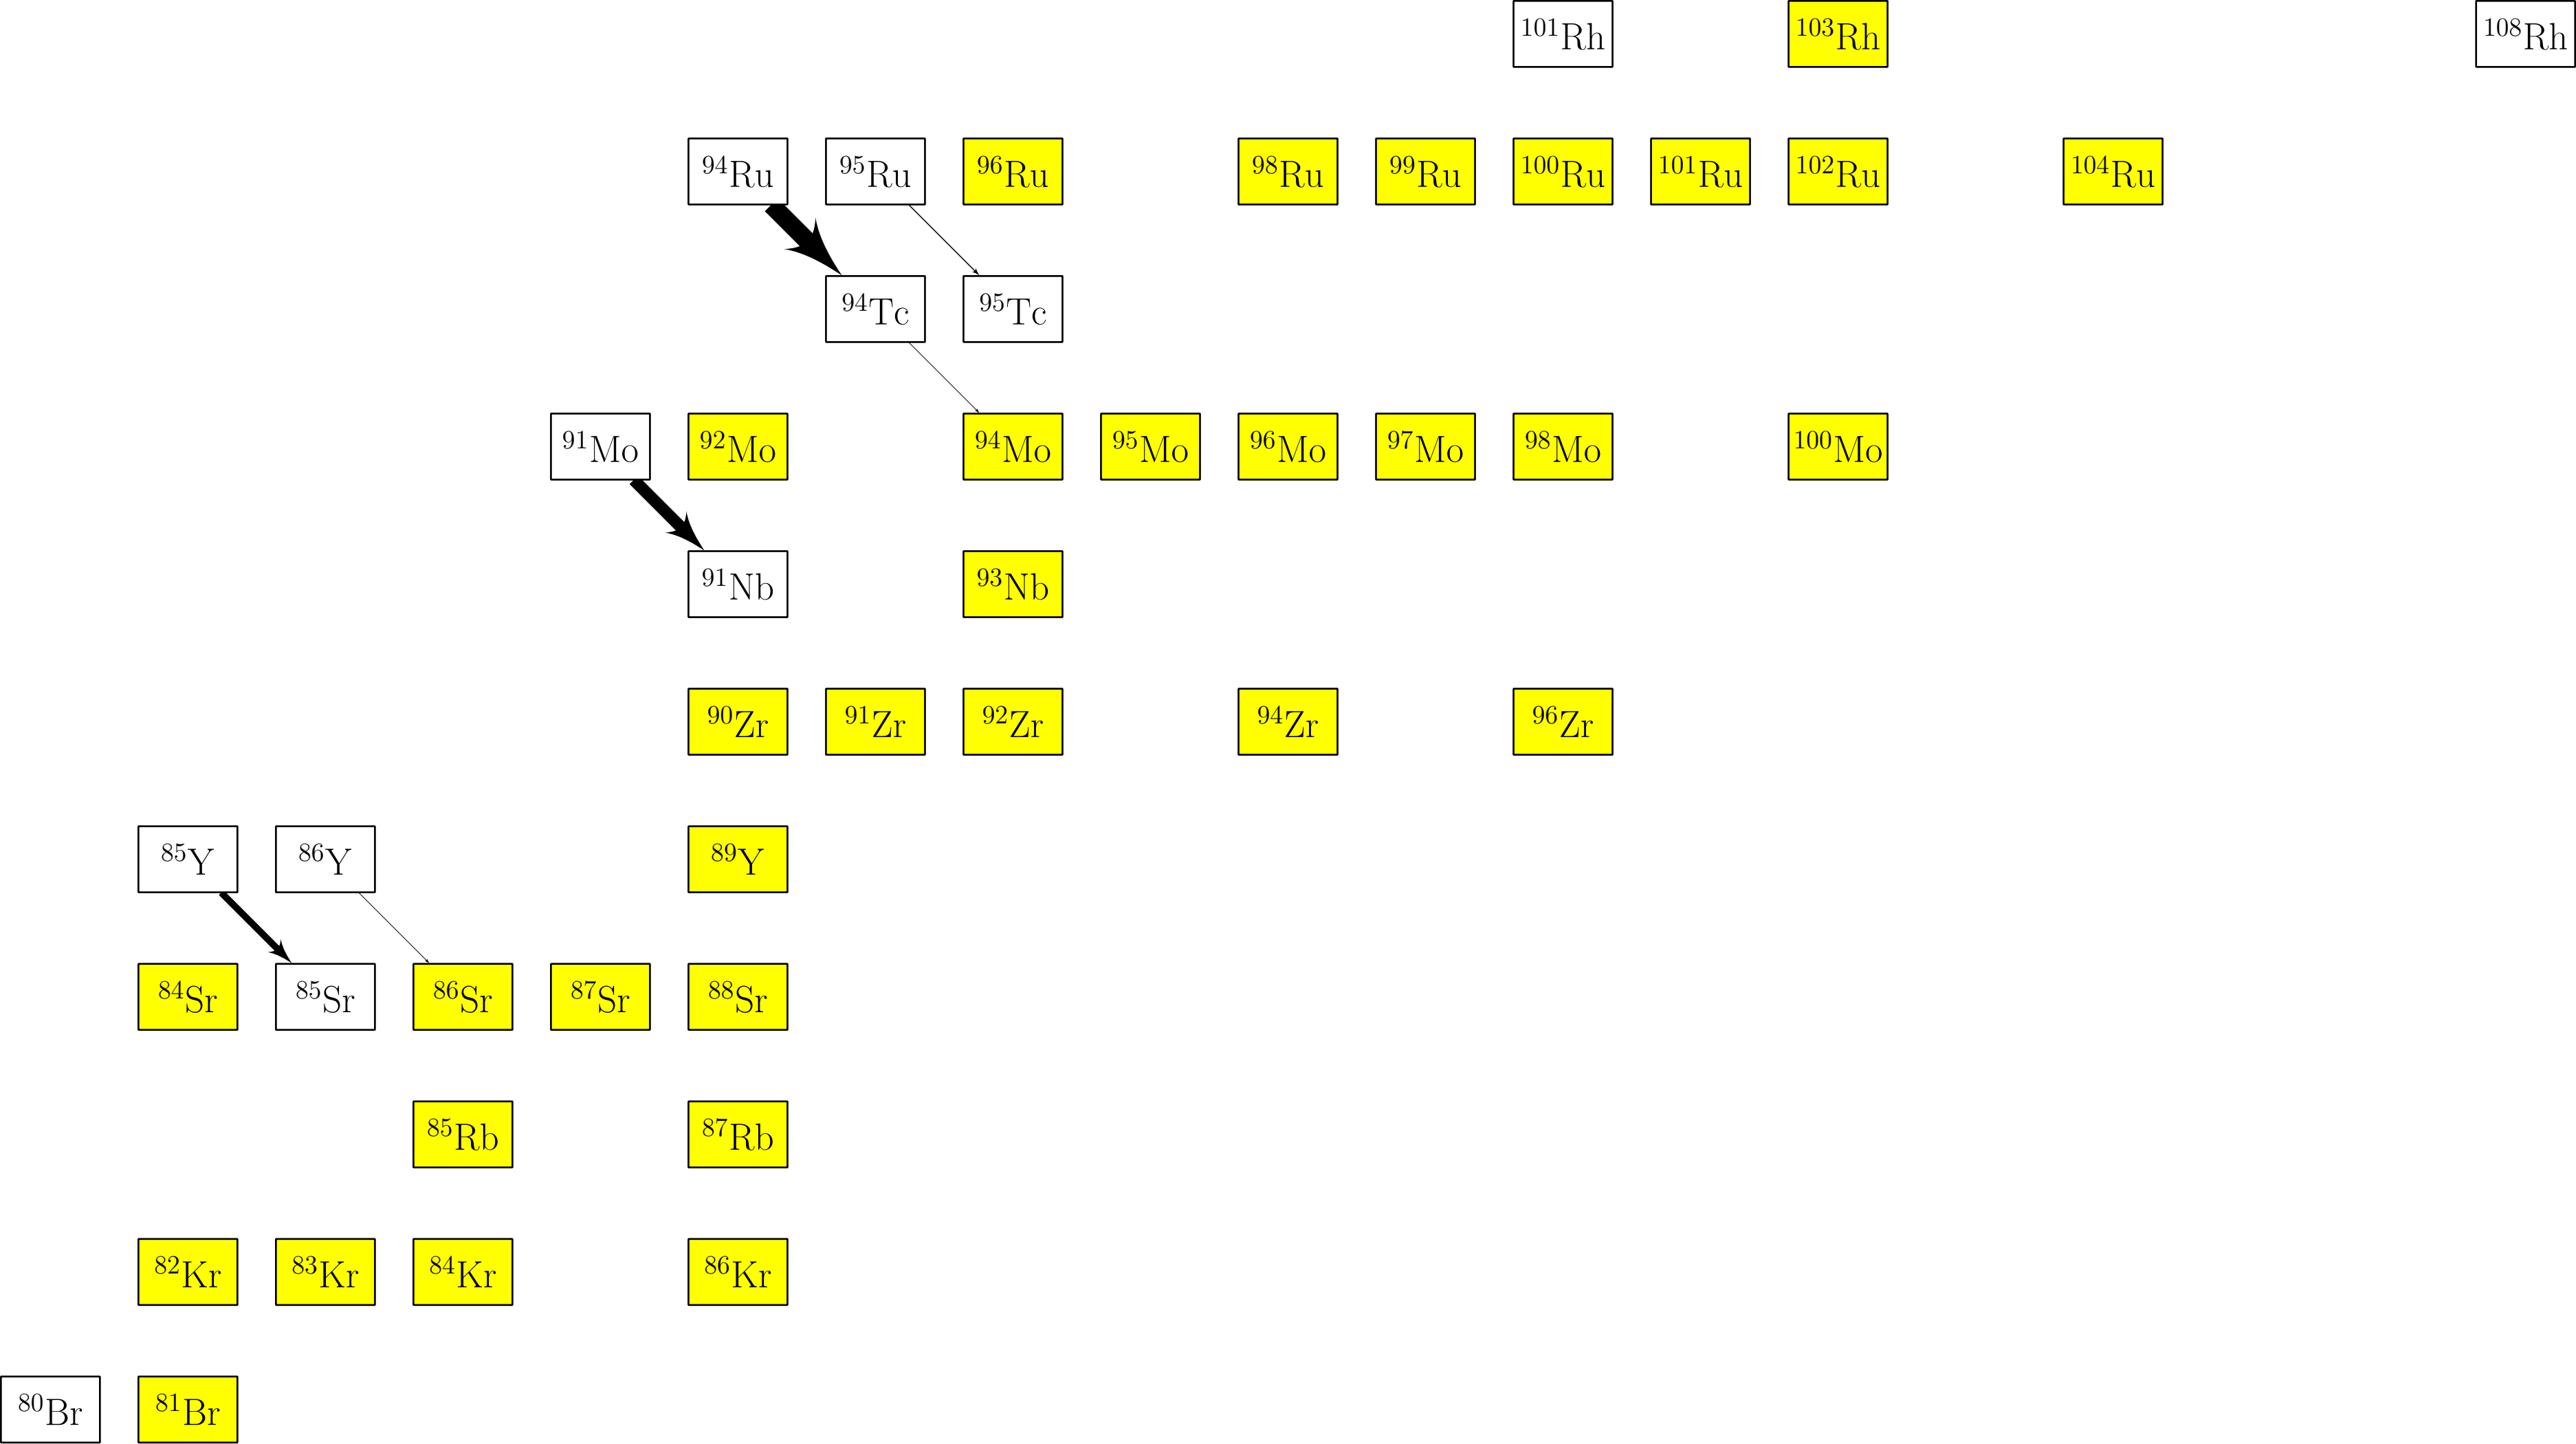 ¹⁰¹Rh ¹⁰³Rh ¹⁰⁸Rh
⁹⁴Ru ⁹⁵Ru ⁹⁶Ru ⁹⁸Ru ⁹⁹Ru ¹⁰⁰Ru ¹⁰¹Ru ¹⁰²Ru ¹⁰⁴Ru
⁹⁴Tc ⁹⁵Tc
⁹¹Mo ⁹²Mo ⁹⁴Mo ⁹⁵Mo ⁹⁶Mo ⁹⁷Mo ⁹⁸Mo ¹⁰⁰Mo
⁹¹Nb ⁹³Nb
⁹⁰Zr ⁹¹Zr ⁹²Zr ⁹⁴Zr ⁹⁶Zr
⁸⁵Y ⁸⁶Y ⁸⁹Y
⁸⁴Sr ⁸⁵Sr ⁸⁶Sr ⁸⁷Sr ⁸⁸Sr
⁸⁵Rb ⁸⁷Rb
⁸²Kr ⁸³Kr ⁸⁴Kr ⁸⁶Kr
⁸⁰Br ⁸¹Br